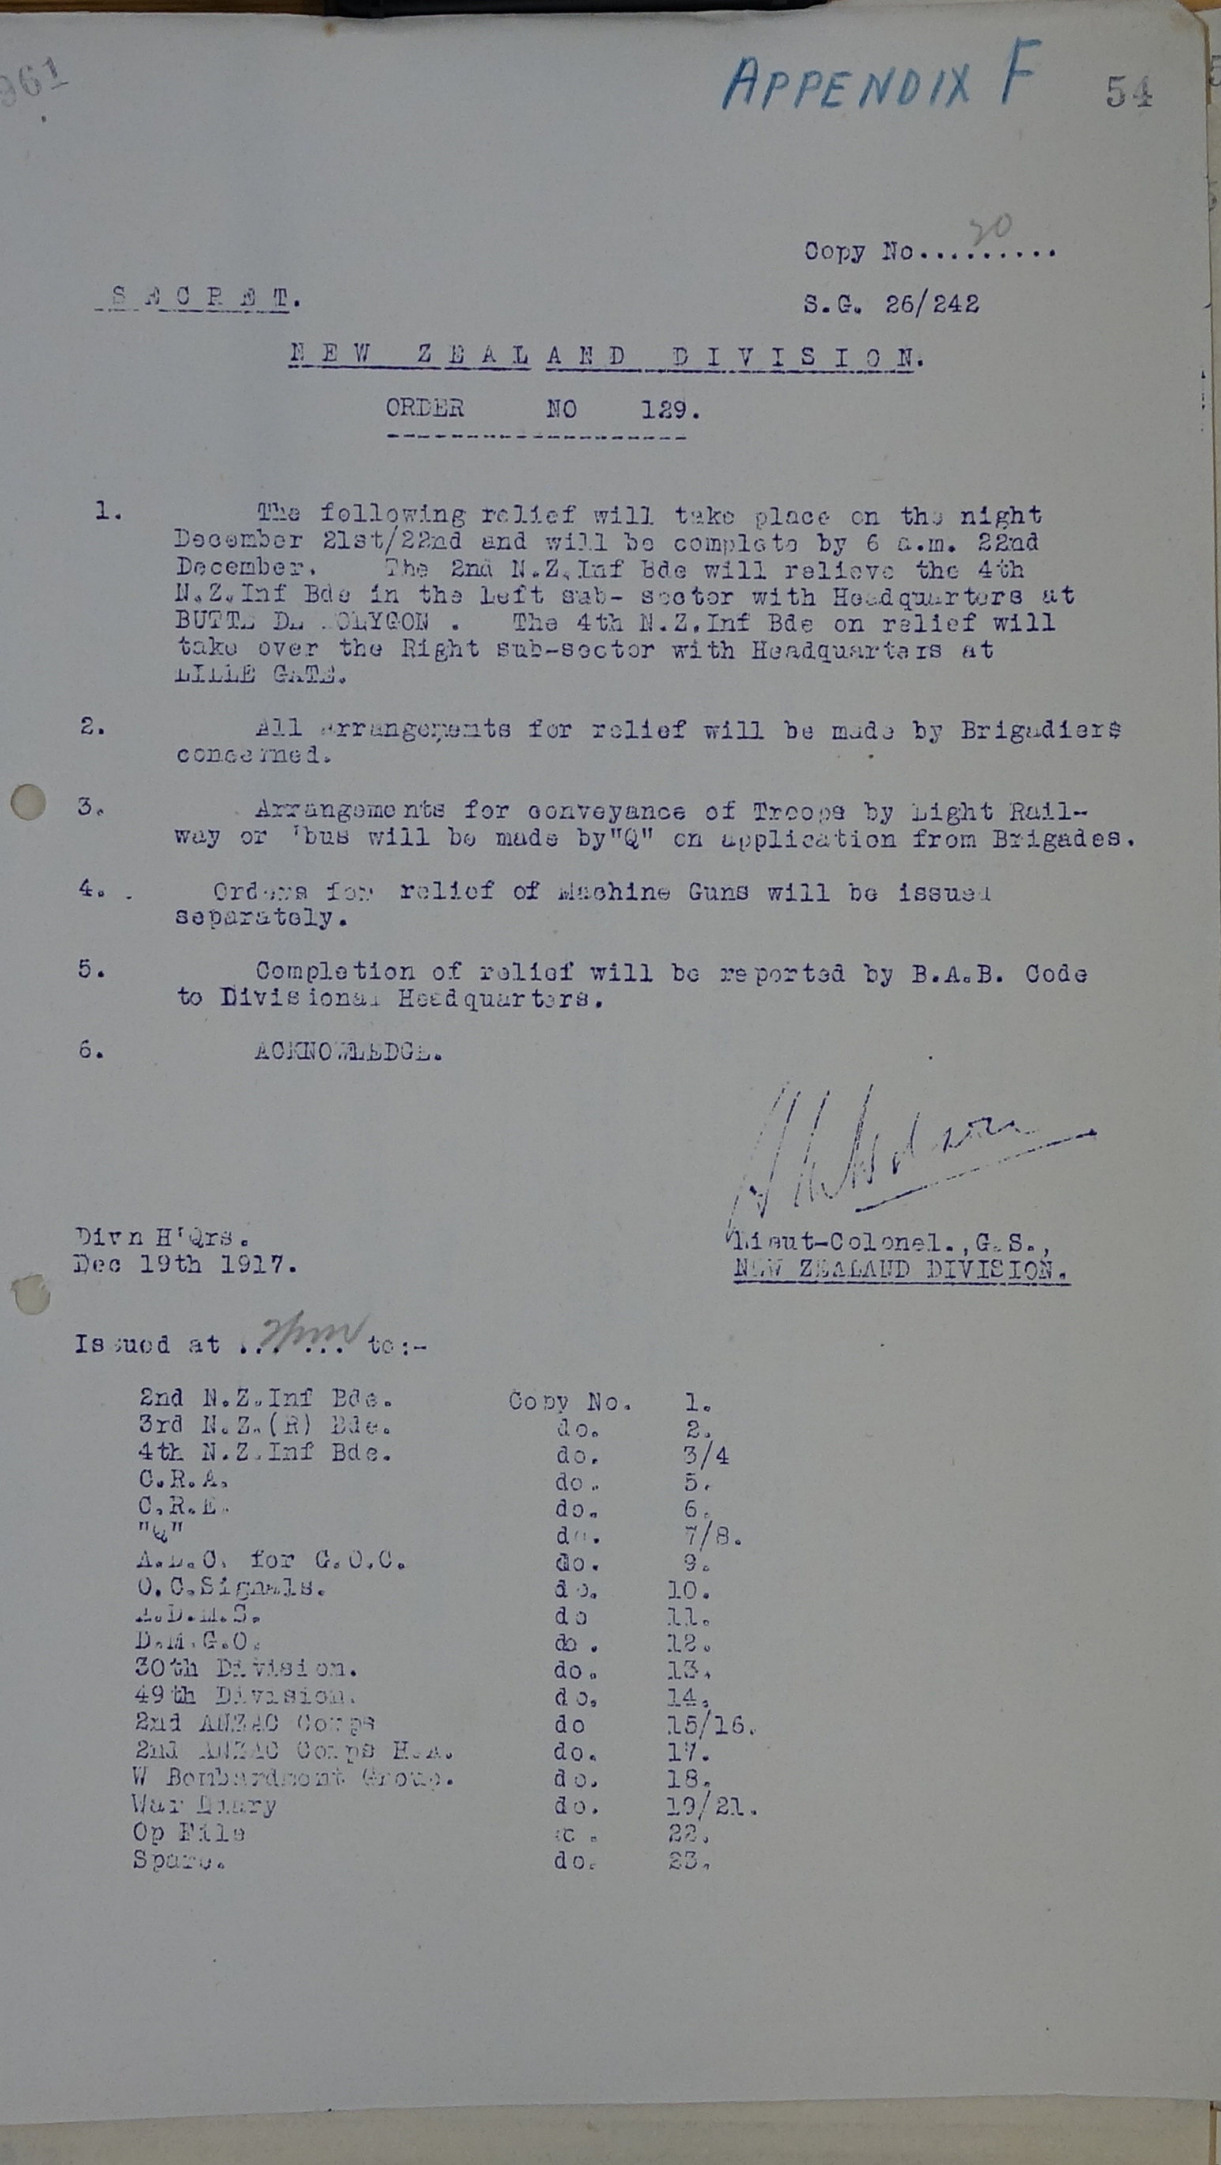 961
APPENDIX F 54
Copy No.........
20
SECRET.
S.G. 26/242
NEW ZEALAND DIVISION.
ORDER NO 129.
1. The following relief will take place on the night
December 21st/22nd and will be complete by 6 a.m. 22nd
December. The 2nd N.Z.Inf Bde will relieve the 4th
N.Z.Inf Bde in the Left sub- sector with Headquarters at
BUTTE DE POLYGON . The 4th N.Z.Inf Bde on relief will
take over the Right sub-sector with Headquarters at
LILLE GATE.
2. All arrangements for relief will be made by Brigadiers
concerned.
3. Arrangements for conveyance of Troops by Light Rail-
way or 'bus will be made by"Q" on application from Brigades.
4. Orders for relief of Machine Guns will be issued
separately.
5. Completion of relief will be reported by B.A.B. Code
to Divisional Headquarters.
6. ACKNOWLEDGE.
Divn H'Qrs.
Dec 19th 1917.
Lieut-Colonel.,G.S.,
NEW ZEALAND DIVISION.
Issued at ...2pm... to:-
2nd N.Z.Inf Bde. Copy No. 1.
3rd N.Z.(R) Bde. do. 2.
4th N.Z.Inf Bde. do. 3/4
C.R.A. do. 5.
C.R.E. do. 6.
"Q" do. 7/8.
A.D.C. for G.O.C. do. 9.
O.C.Signals. do. 10.
A.D.M.S. do 11.
D.M.G.O. do. 12.
30th Division. do. 13.
49th Division. do. 14.
2nd ANZAC Corps do 15/16.
2nd ANZAC Corps H.A. do. 17.
W Bombardment Group. do. 18.
War Diary do. 19/21.
Op File do. 22.
Spare. do. 23.